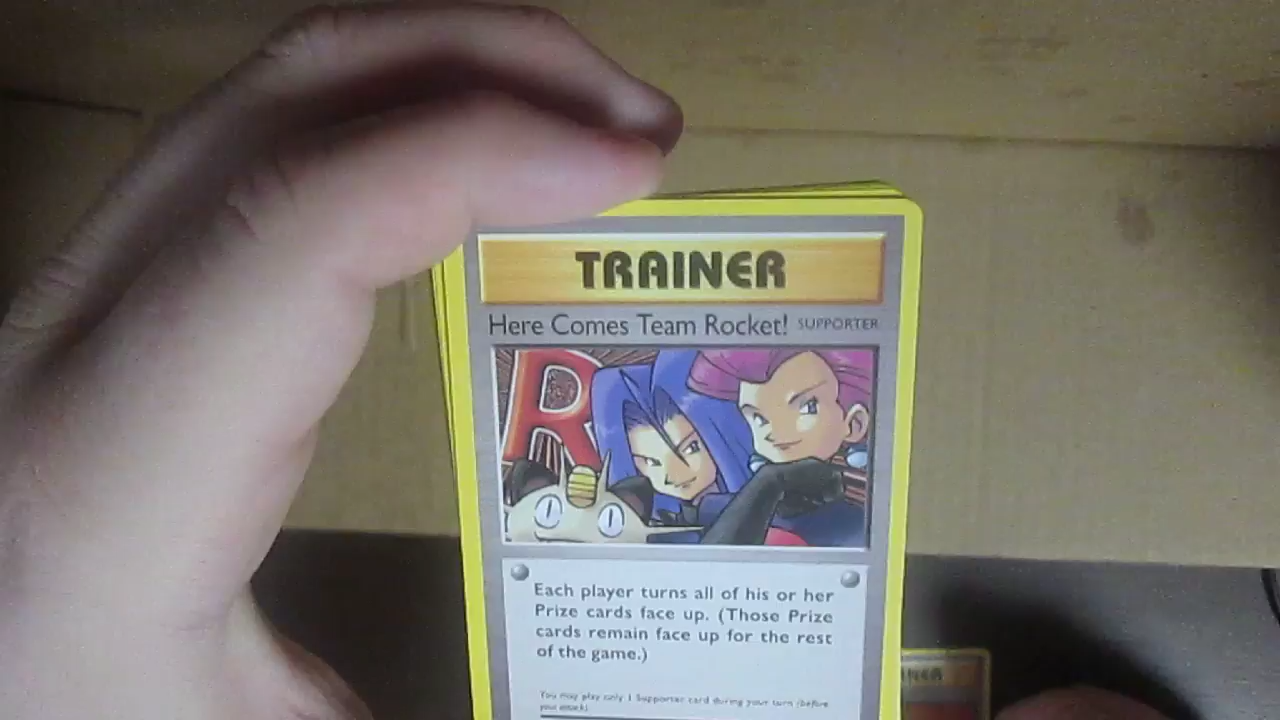 TRAINER
Here Comes Team Rocket! SUPPORTER
R
Each player turns all of his or her
Prize cards face up. (Those Prize
cards remain face up for the rest
of the game.)
You may play only 1 Supporter card during your turn (before
your attack).